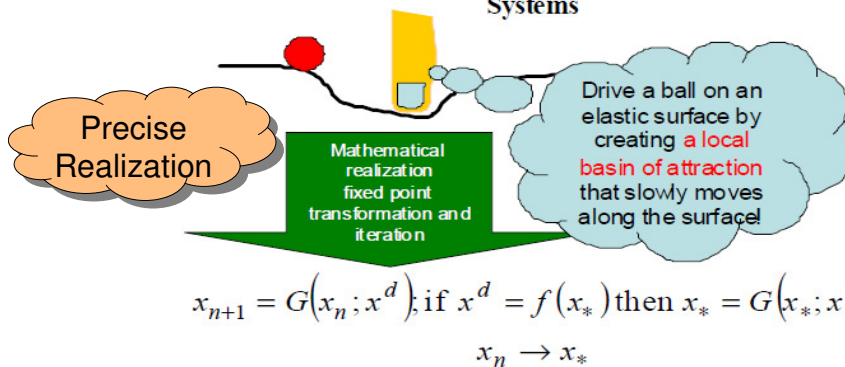 Systems
Precise
Realization
Drive a ball on an
elastic surface by
creating a local
basin of attraction
that slowly moves
along the surface!
Mathematical
realization
fixed point
transformation and
iteration
x_{n+1} = G(x_n; x^d); if x^d = f(x_*) then x_* = G(x_*; x
x_n → x_*